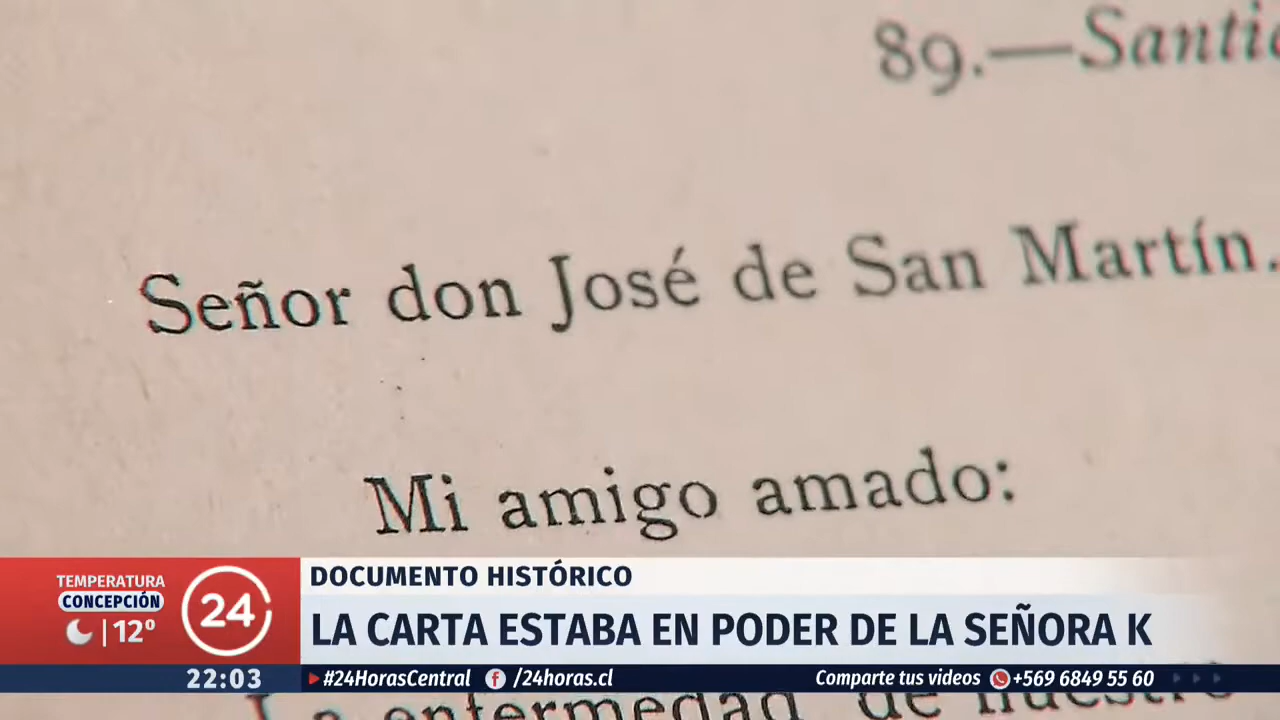 89.—Santi
Señor don José de San Martín.
Mi amigo amado:
TEMPERATURA
CONCEPCIÓN
12º
24
DOCUMENTO HISTÓRICO
LA CARTA ESTABA EN PODER DE LA SEÑORA K
22:03
#24HorasCentral /24horas.cl Comparte tus videos +569 6849 55 60
La enfermedad de nuestro